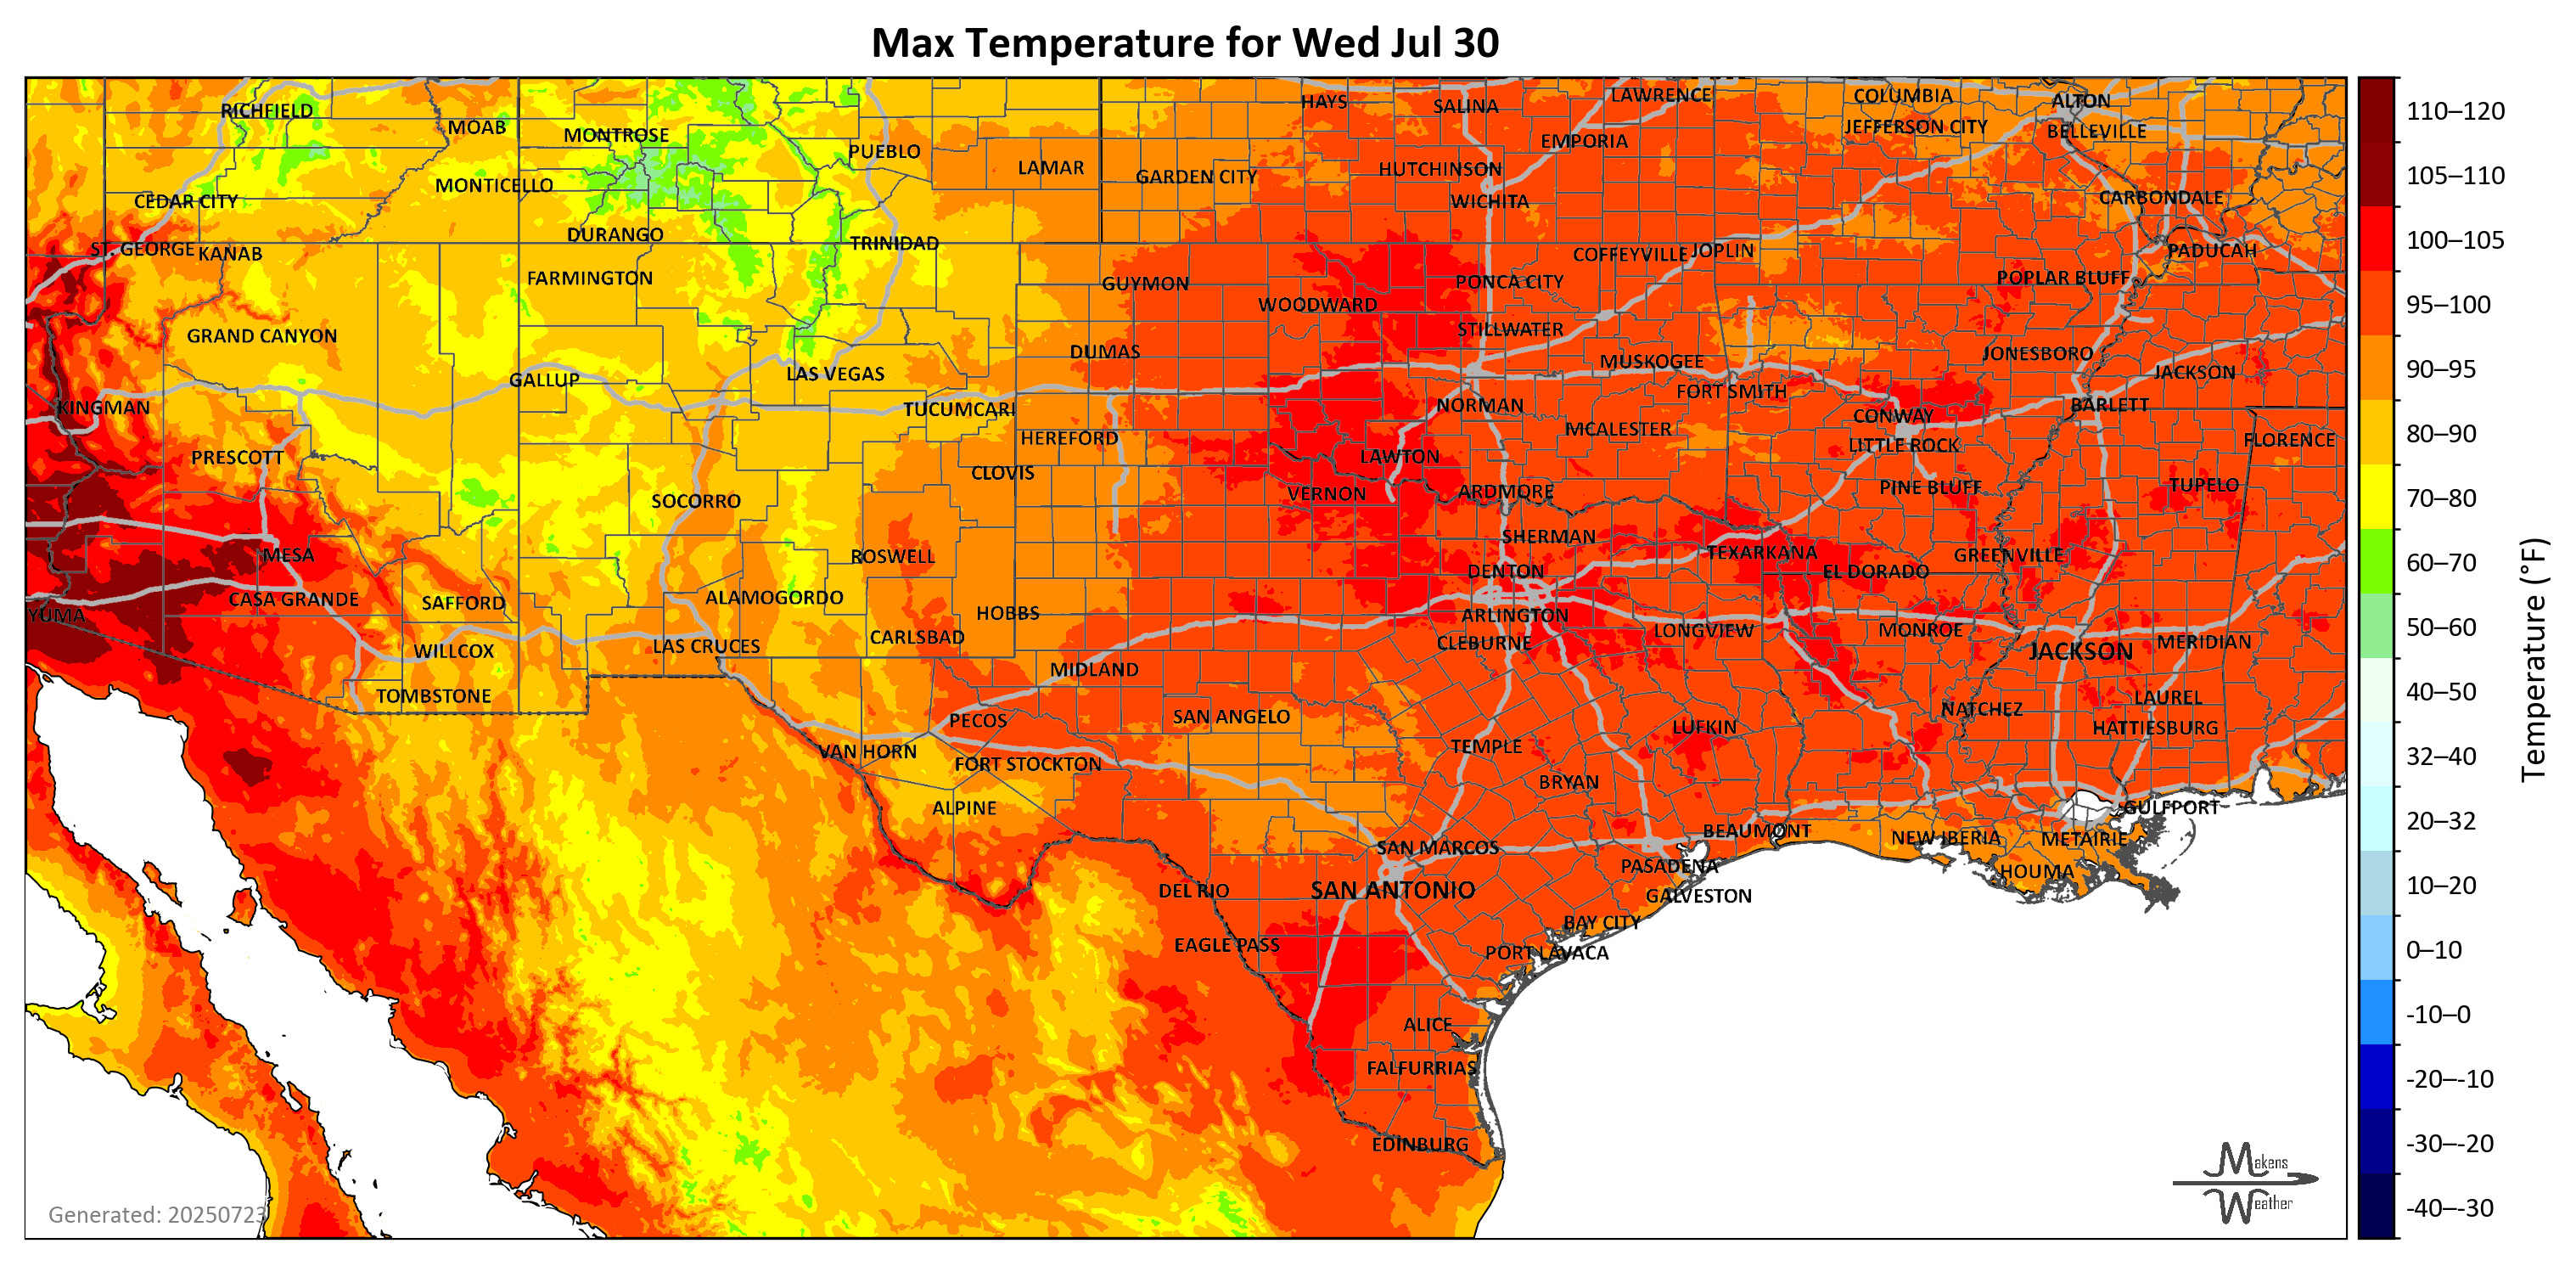 Max Temperature for Wed Jul 30
RICHFIELD
MOAB
MONTROSE
PUEBLO
LAMAR
GARDEN CITY
HAYS
SALINA
LAWRENCE
EMPORIA
HUTCHINSON
WICHITA
COLUMBIA
JEFFERSON CITY
ALTON
BELLEVILLE
CARBONDALE
MONTICELLO
CEDAR CITY
DURANGO
TRINIDAD
ST. GEORGE
KANAB
FARMINGTON
GUYMON
WOODWARD
PONCA CITY
COFFEYVILLE
JOPLIN
POPLAR BLUFF
PADUCAH
GRAND CANYON
DUMAS
STILLWATER
MUSKOGEE
JONESBORO
JACKSON
GALLUP
LAS VEGAS
FORT SMITH
KINGMAN
TUCUMCARI
NORMAN
CONWAY
BARLETT
HEREFORD
MCALESTER
LITTLE ROCK
FLORENCE
PRESCOTT
CLOVIS
LAWTON
SOCORRO
VERNON
ARDMORE
PINE BLUFF
TUPELO
MESA
ROSWELL
SHERMAN
TEXARKANA
GREENVILLE
DENTON
EL DORADO
CASA GRANDE
SAFFORD
ALAMOGORDO
YUMA
HOBBS
ARLINGTON
CARLSBAD
CLEBURNE
LONGVIEW
MONROE
WILLCOX
LAS CRUCES
MIDLAND
JACKSON
MERIDIAN
TOMBSTONE
PECOS
SAN ANGELO
LUFKIN
NATCHEZ
LAUREL
HATTIESBURG
VAN HORN
FORT STOCKTON
TEMPLE
BRYAN
ALPINE
GULFPORT
BEAUMONT
NEW IBERIA
METAIRIE
SAN MARCOS
PASADENA
HOUMA
DEL RIO
SAN ANTONIO
GALVESTON
BAY CITY
EAGLE PASS
PORT LAVACA
ALICE
FALFURRIAS
EDINBURG
Generated: 20250723
Makens
Weather
110–120
105–110
100–105
95–100
90–95
80–90
70–80
60–70
50–60
40–50
32–40
20–32
10–20
0–10
-10–0
-20–-10
-30–-20
-40–-30
Temperature (°F)